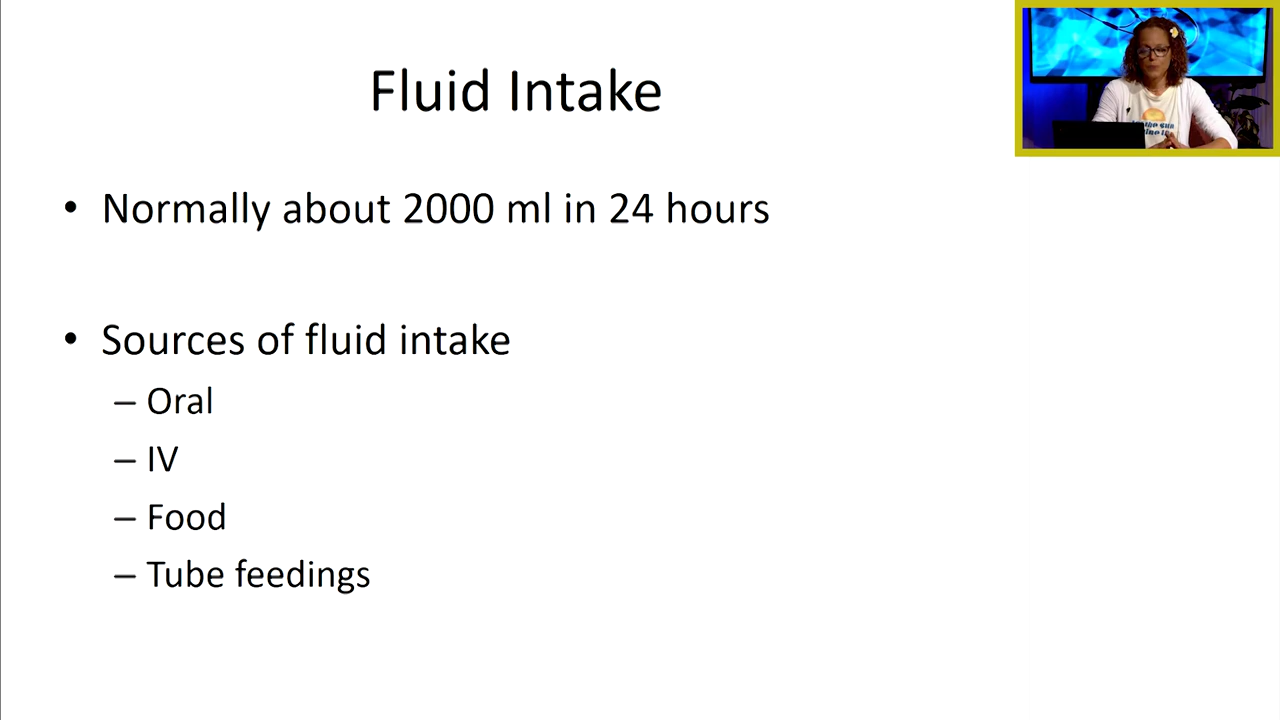 Fluid Intake
• Normally about 2000 ml in 24 hours
• Sources of fluid intake
– Oral
– IV
– Food
– Tube feedings